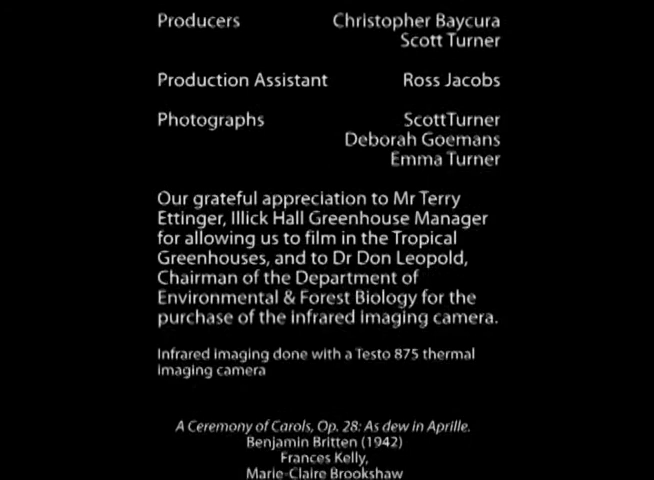 Producers Christopher Baycura
Scott Turner
Production Assistant Ross Jacobs
Photographs ScottTurner
Deborah Goemans
Emma Turner
Our grateful appreciation to Mr Terry
Ettinger, Illick Hall Greenhouse Manager
for allowing us to film in the Tropical
Greenhouses, and to Dr Don Leopold,
Chairman of the Department of
Environmental & Forest Biology for the
purchase of the infrared imaging camera.
Infrared imaging done with a Testo 875 thermal
imaging camera
A Ceremony of Carols, Op. 28: As dew in Aprille.
Benjamin Britten (1942)
Frances Kelly,
Marie-Claire Brookshaw